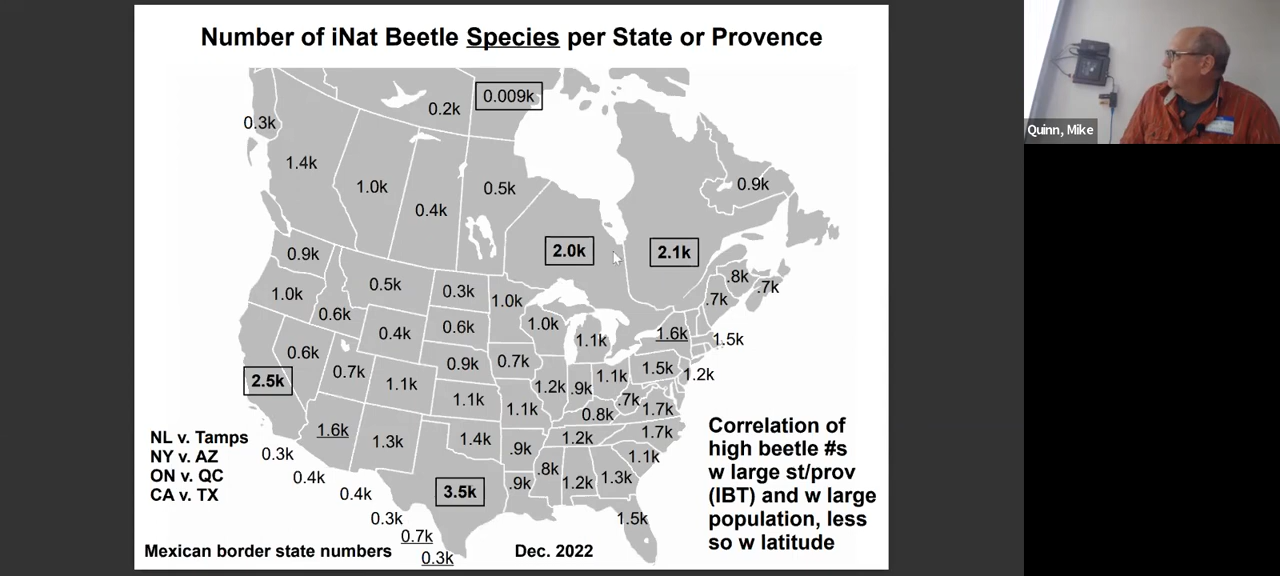 Number of iNat Beetle Species per State or Provence
0.009k
0.2k
0.3k
1.4k
1.0k
0.5k
0.9k
0.4k
Quinn, Mike
0.9k
2.0k
2.1k
.8k
.7k
0.5k
0.3k
1.0k
.7k
1.0k
0.6k
0.4k
0.6k
1.0k
1.1k
1.6k
1.5k
0.6k
0.7k
0.9k
0.7k
1.5k
1.2k
2.5k
1.1k
1.2k
.9k
1.1k
.7k
1.1k
1.1k
0.8k
1.7k
1.6k
1.3k
1.4k
.9k
1.2k
1.7k
1.1k
3.5k
.9k
.8k
1.2k
1.3k
1.5k
NL v. Tamps
NY v. AZ
ON v. QC
CA v. TX
0.3k
0.4k
0.4k
0.3k
0.7k
0.3k
Correlation of
high beetle #s
w large st/prov
(IBT) and w large
population, less
so w latitude
Mexican border state numbers
Dec. 2022